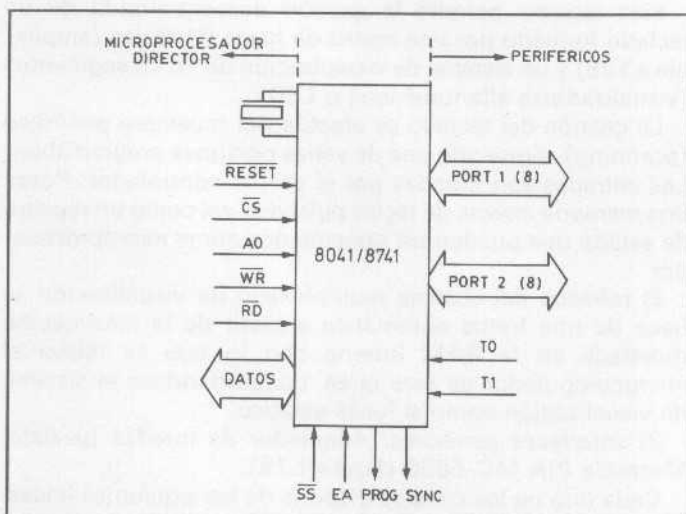 MICROPROCESADOR
DIRECTOR
PERIFERICOS
RESET
CS
A0
WR
RD
DATOS
8041/8741
PORT 1 (8)
PORT 2 (8)
T0
T1
SS
EA
PROG
SYNC